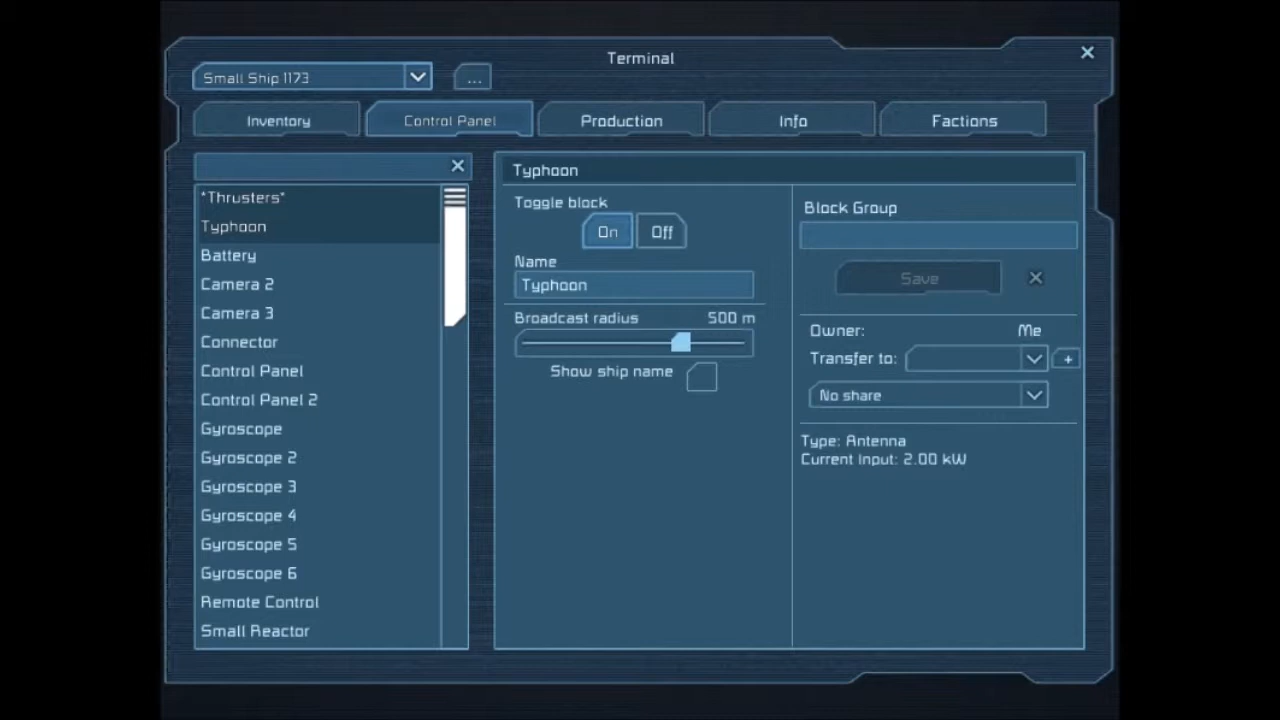 Terminal
Small Ship 1173
...
Inventory
Control Panel
Production
Info
Factions
*Thrusters*
Typhoon
Battery
Camera 2
Camera 3
Connector
Control Panel
Control Panel 2
Gyroscope
Gyroscope 2
Gyroscope 3
Gyroscope 4
Gyroscope 5
Gyroscope 6
Remote Control
Small Reactor
Typhoon
Toggle block
On Off
Name
Typhoon
Broadcast radius 500 m
Show ship name
Block Group
Save
Owner: Me
Transfer to: +
No share
Type: Antenna
Current Input: 2.00 kW